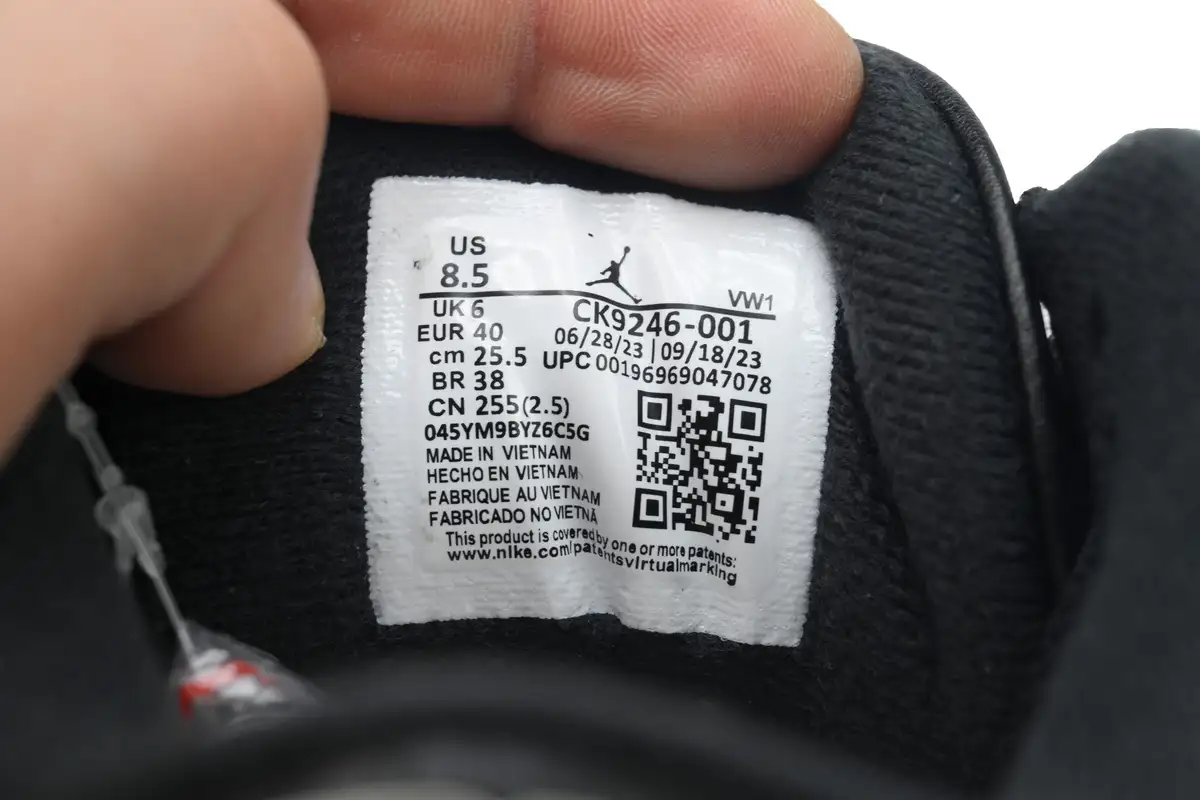 US
8.5
VW1
UK 6
CK9246-001
EUR 40
06/28/23 | 09/18/23
cm 25.5
UPC 00196969047078
BR 38
CN 255(2.5)
045YM9BYZ6C5G
MADE IN VIETNAM
HECHO EN VIETNAM
FABRIQUE AU VIETNAM
FABRICADO NO VIETNÃ
This product is covered by one or more patents:
www.nike.com/patentsvirtualmarking